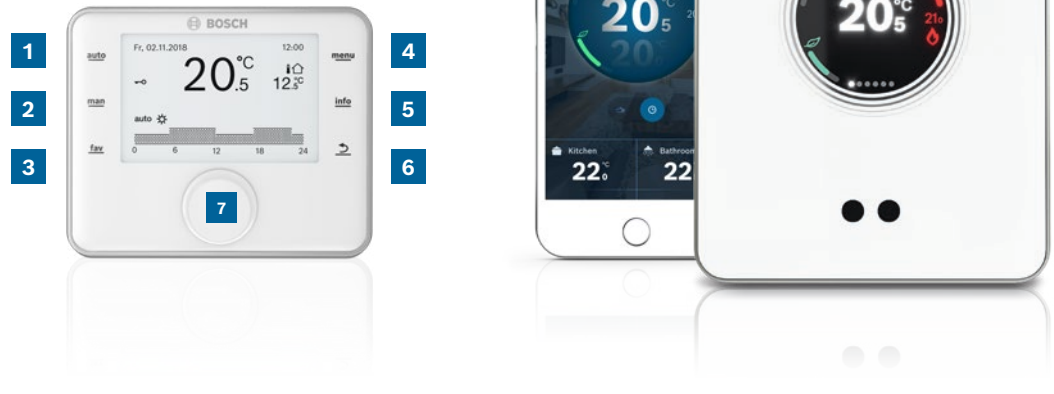 BOSCH
1
auto
Fr, 02.11.2018
12:00
menu
4
20.5 °C
12.5 °C
2
man
info
5
auto
3
fav
0 6 12 18 24
6
7
20 5
20
Kitchen
22 °C 0
Bathroom
22
20 °C 5
21